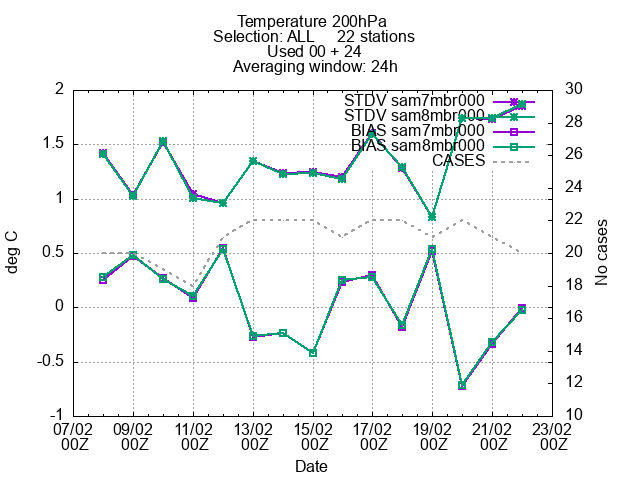 Temperature 200hPa
Selection: ALL 22 stations
Used 00 + 24
Averaging window: 24h
STDV sam7mbr000
STDV sam8mbr000
BIAS sam7mbr000
BIAS sam8mbr000
CASES
deg C
2
1.5
1
0.5
0
-0.5
-1
30
28
26
24
22
20
18
16
14
12
10
No cases
07/02 09/02 11/02 13/02 15/02 17/02 19/02 21/02 23/02
00Z 00Z 00Z 00Z 00Z 00Z 00Z 00Z 00Z
Date